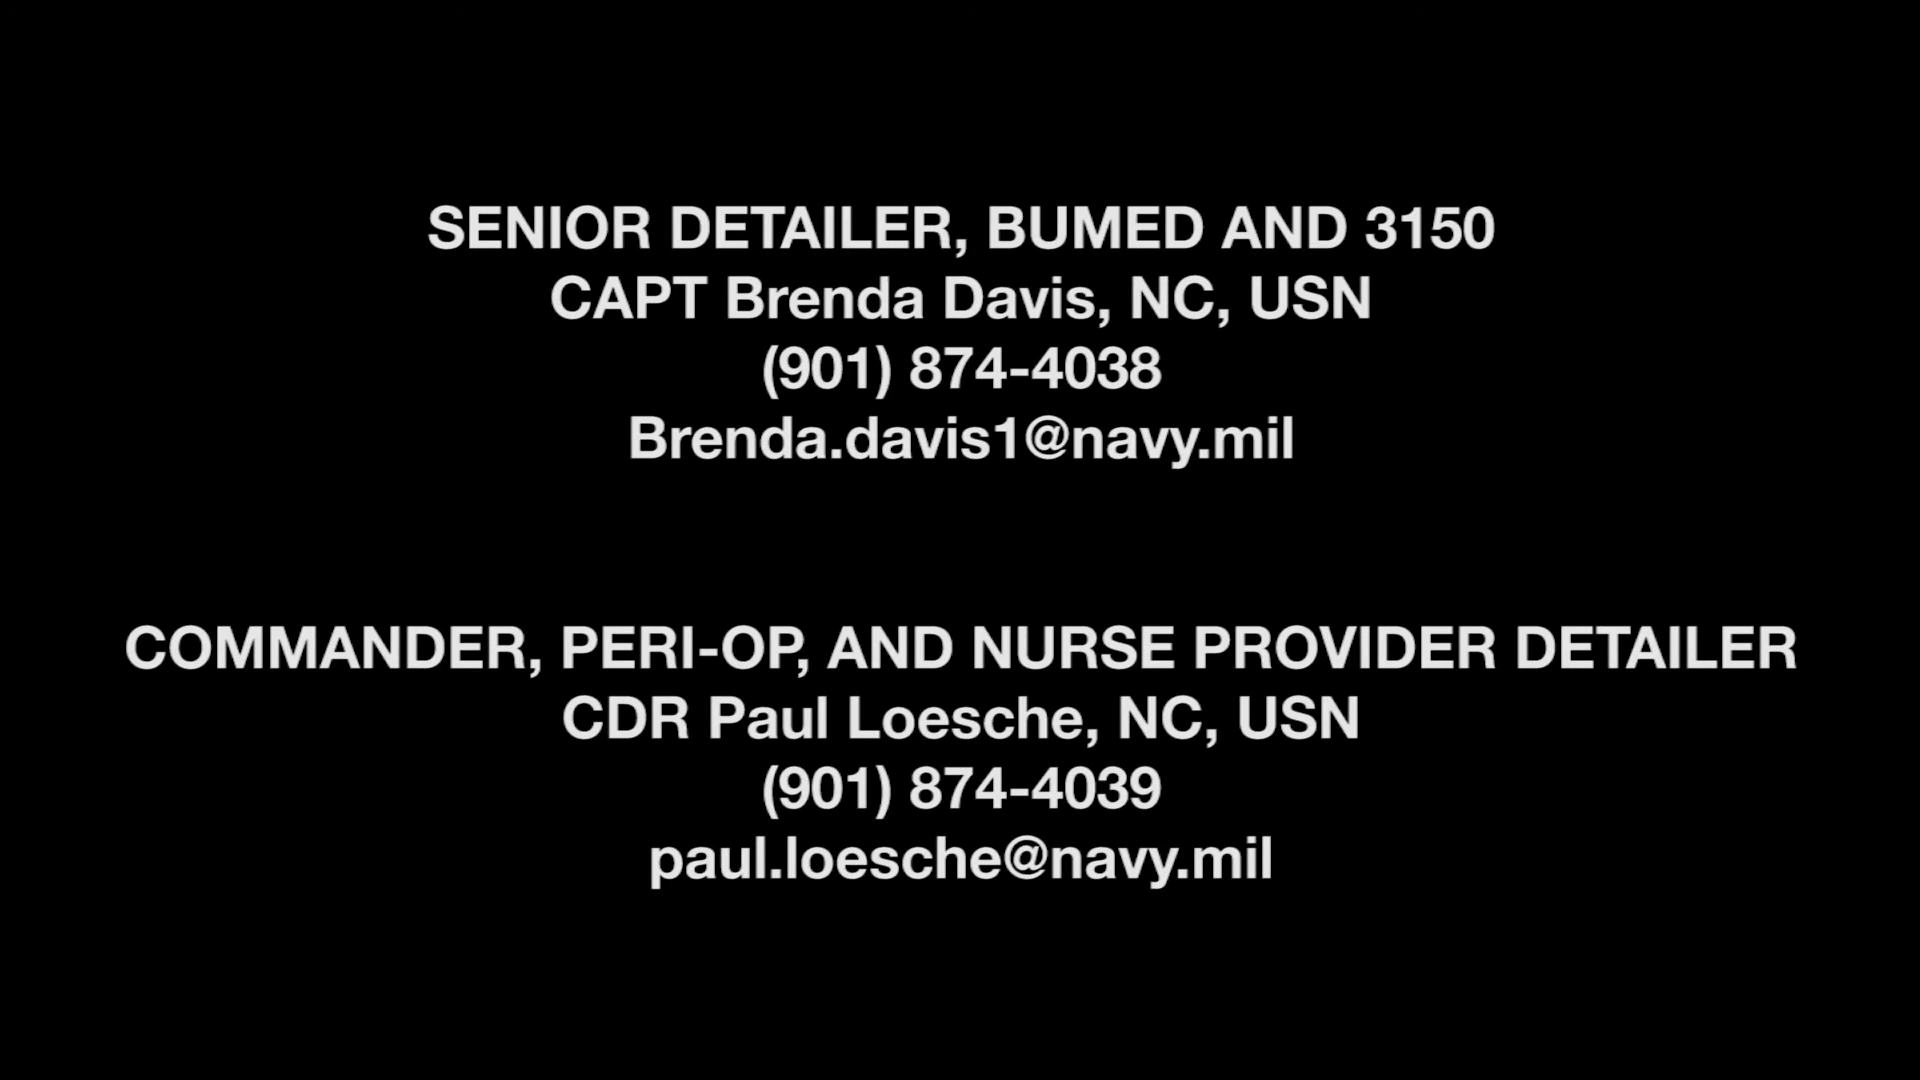 SENIOR DETAILER, BUMED AND 3150
CAPT Brenda Davis, NC, USN
(901) 874-4038
Brenda.davis1@navy.mil
COMMANDER, PERI-OP, AND NURSE PROVIDER DETAILER
CDR Paul Loesche, NC, USN
(901) 874-4039
paul.loesche@navy.mil